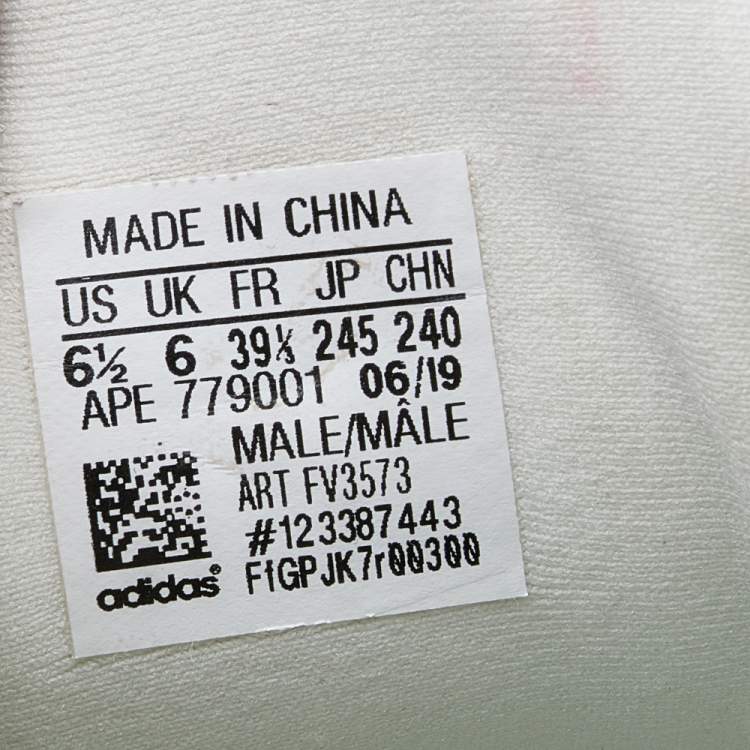 MADE IN CHINA
US UK FR JP CHN
6½ 6 39⅓ 245 240
APE 779001 06/19
MALE/MÂLE
ART FV3573
#123387443
FfGPJK7r00300
adidas®